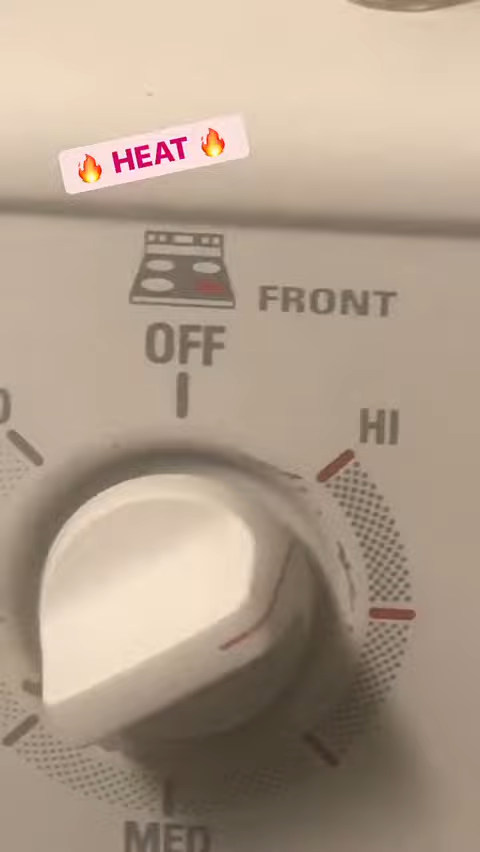 🔥 HEAT 🔥
FRONT
OFF
HI
MED